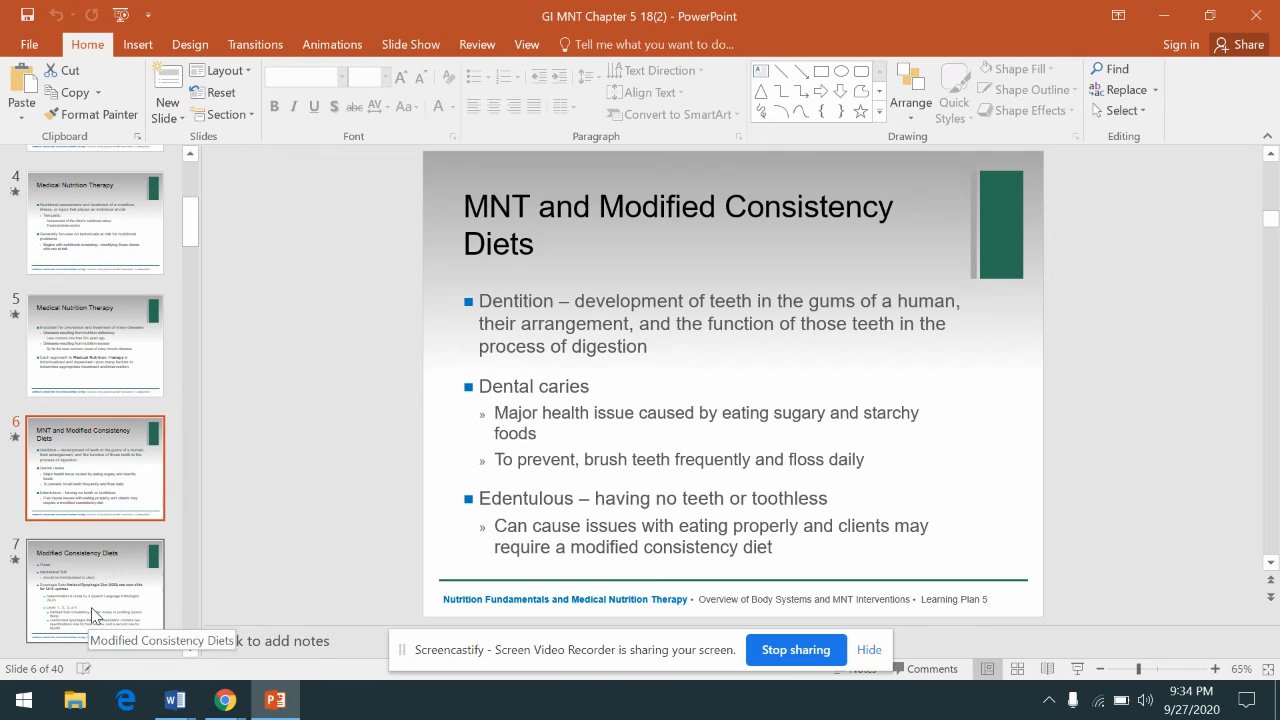 GI MNT Chapter 5 18(2) - PowerPoint
File Home Insert Design Transitions Animations Slide Show Review View Tell me what you want to do... Sign in Share
Paste
Cut
Copy
Format Painter
Clipboard
New
Slide
Layout
Reset
Section
Slides
B I U S abc AV Aa A
Font
Text Direction
Align Text
Convert to SmartArt
Paragraph
Arrange
Quick
Styles
Shape Fill
Shape Outline
Shape Effects
Drawing
Find
Replace
Select
Editing
4
Medical Nutrition Therapy
5
Medical Nutrition Therapy
6
MNT and Modified Consistency
Diets
7
Modified Consistency Diets
Modified Consistency Diets
MNT and Modified Consistency
Diets
Dentition – development of teeth in the gums of a human,
their arrangement, and the function of those teeth in the
process of digestion
Dental caries
» Major health issue caused by eating sugary and starchy
foods
To prevent, brush teeth frequently and floss daily
Edentulous – having no teeth or toothless
» Can cause issues with eating properly and clients may
require a modified consistency diet
Nutrition Fundamentals and Medical Nutrition Therapy • Overview of Body Systems and MNT Interventions • Learning Plan 5
k to add notes
Screencastify - Screen Video Recorder is sharing your screen.
Stop sharing
Hide
Slide 6 of 40
Notes
Comments
65%
9:34 PM
9/27/2020